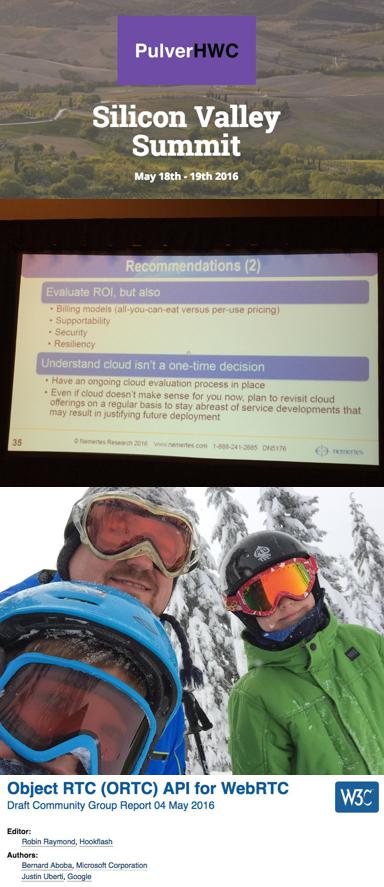 PulverHWC
Silicon Valley
Summit
May 18th - 19th 2016
Recommendations (2)
Evaluate ROI, but also
• Billing models (all-you-can-eat versus per-use pricing)
• Supportability
• Security
• Resiliency
Understand cloud isn't a one-time decision
• Have an ongoing cloud evaluation process in place
• Even if cloud doesn't make sense for you now, plan to revisit cloud
offerings on a regular basis to stay abreast of service developments that
may result in justifying future deployment
35
© Nemertes Research 2016 www.nemertes.com 1-888-241-2685 DN5176
nemertes
Object RTC (ORTC) API for WebRTC
Draft Community Group Report 04 May 2016
W3C
Editor:
Robin Raymond, Hookflash
Authors:
Bernard Aboba, Microsoft Corporation
Justin Uberti, Google